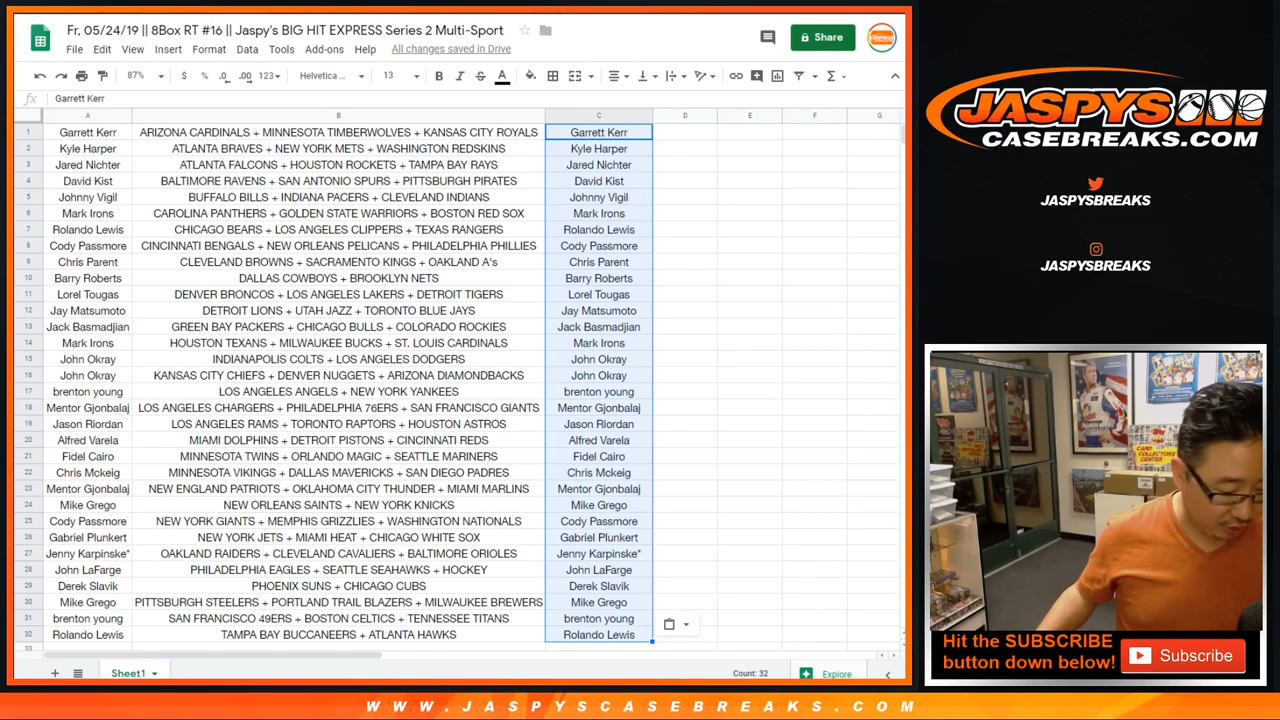 Fr, 05/24/19 || 8Box RT #16 || Jaspy's BIG HIT EXPRESS Series 2 Multi-Sport
File Edit View Insert Format Data Tools Add-ons Help All changes saved in Drive
Share
87% $ % .0 .00 123 Helvetica ... 13 B I S A
fx Garrett Kerr
A B C D E F G
1 Garrett Kerr ARIZONA CARDINALS + MINNESOTA TIMBERWOLVES + KANSAS CITY ROYALS Garrett Kerr
2 Kyle Harper ATLANTA BRAVES + NEW YORK METS + WASHINGTON REDSKINS Kyle Harper
3 Jared Nichter ATLANTA FALCONS + HOUSTON ROCKETS + TAMPA BAY RAYS Jared Nichter
4 David Kist BALTIMORE RAVENS + SAN ANTONIO SPURS + PITTSBURGH PIRATES David Kist
5 Johnny Vigil BUFFALO BILLS + INDIANA PACERS + CLEVELAND INDIANS Johnny Vigil
6 Mark Irons CAROLINA PANTHERS + GOLDEN STATE WARRIORS + BOSTON RED SOX Mark Irons
7 Rolando Lewis CHICAGO BEARS + LOS ANGELES CLIPPERS + TEXAS RANGERS Rolando Lewis
8 Cody Passmore CINCINNATI BENGALS + NEW ORLEANS PELICANS + PHILADELPHIA PHILLIES Cody Passmore
9 Chris Parent CLEVELAND BROWNS + SACRAMENTO KINGS + OAKLAND A's Chris Parent
10 Barry Roberts DALLAS COWBOYS + BROOKLYN NETS Barry Roberts
11 Lorel Tougas DENVER BRONCOS + LOS ANGELES LAKERS + DETROIT TIGERS Lorel Tougas
12 Jay Matsumoto DETROIT LIONS + UTAH JAZZ + TORONTO BLUE JAYS Jay Matsumoto
13 Jack Basmadjian GREEN BAY PACKERS + CHICAGO BULLS + COLORADO ROCKIES Jack Basmadjian
14 Mark Irons HOUSTON TEXANS + MILWAUKEE BUCKS + ST. LOUIS CARDINALS Mark Irons
15 John Okray INDIANAPOLIS COLTS + LOS ANGELES DODGERS John Okray
16 John Okray KANSAS CITY CHIEFS + DENVER NUGGETS + ARIZONA DIAMONDBACKS John Okray
17 brenton young LOS ANGELES ANGELS + NEW YORK YANKEES brenton young
18 Mentor Gjonbalaj LOS ANGELES CHARGERS + PHILADELPHIA 76ERS + SAN FRANCISCO GIANTS Mentor Gjonbalaj
19 Jason Riordan LOS ANGELES RAMS + TORONTO RAPTORS + HOUSTON ASTROS Jason Riordan
20 Alfred Varela MIAMI DOLPHINS + DETROIT PISTONS + CINCINNATI REDS Alfred Varela
21 Fidel Cairo MINNESOTA TWINS + ORLANDO MAGIC + SEATTLE MARINERS Fidel Cairo
22 Chris Mckeig MINNESOTA VIKINGS + DALLAS MAVERICKS + SAN DIEGO PADRES Chris Mckeig
23 Mentor Gjonbalaj NEW ENGLAND PATRIOTS + OKLAHOMA CITY THUNDER + MIAMI MARLINS Mentor Gjonbalaj
24 Mike Grego NEW ORLEANS SAINTS + NEW YORK KNICKS Mike Grego
25 Cody Passmore NEW YORK GIANTS + MEMPHIS GRIZZLIES + WASHINGTON NATIONALS Cody Passmore
26 Gabriel Plunkert NEW YORK JETS + MIAMI HEAT + CHICAGO WHITE SOX Gabriel Plunkert
27 Jenny Karpinske* OAKLAND RAIDERS + CLEVELAND CAVALIERS + BALTIMORE ORIOLES Jenny Karpinske*
28 John LaFarge PHILADELPHIA EAGLES + SEATTLE SEAHAWKS + HOCKEY John LaFarge
29 Derek Slavik PHOENIX SUNS + CHICAGO CUBS Derek Slavik
30 Mike Grego PITTSBURGH STEELERS + PORTLAND TRAIL BLAZERS + MILWAUKEE BREWERS Mike Grego
31 brenton young SAN FRANCISCO 49ERS + BOSTON CELTICS + TENNESSEE TITANS brenton young
32 Rolando Lewis TAMPA BAY BUCCANEERS + ATLANTA HAWKS Rolando Lewis
33
Sheet1 Count: 32 Explore
JASPYS
CASEBREAKS.COM
JASPYSBREAKS
JASPYSBREAKS
Hit the SUBSCRIBE
button down below!
Subscribe
WWW.JASPYSCASEBREAKS.COM